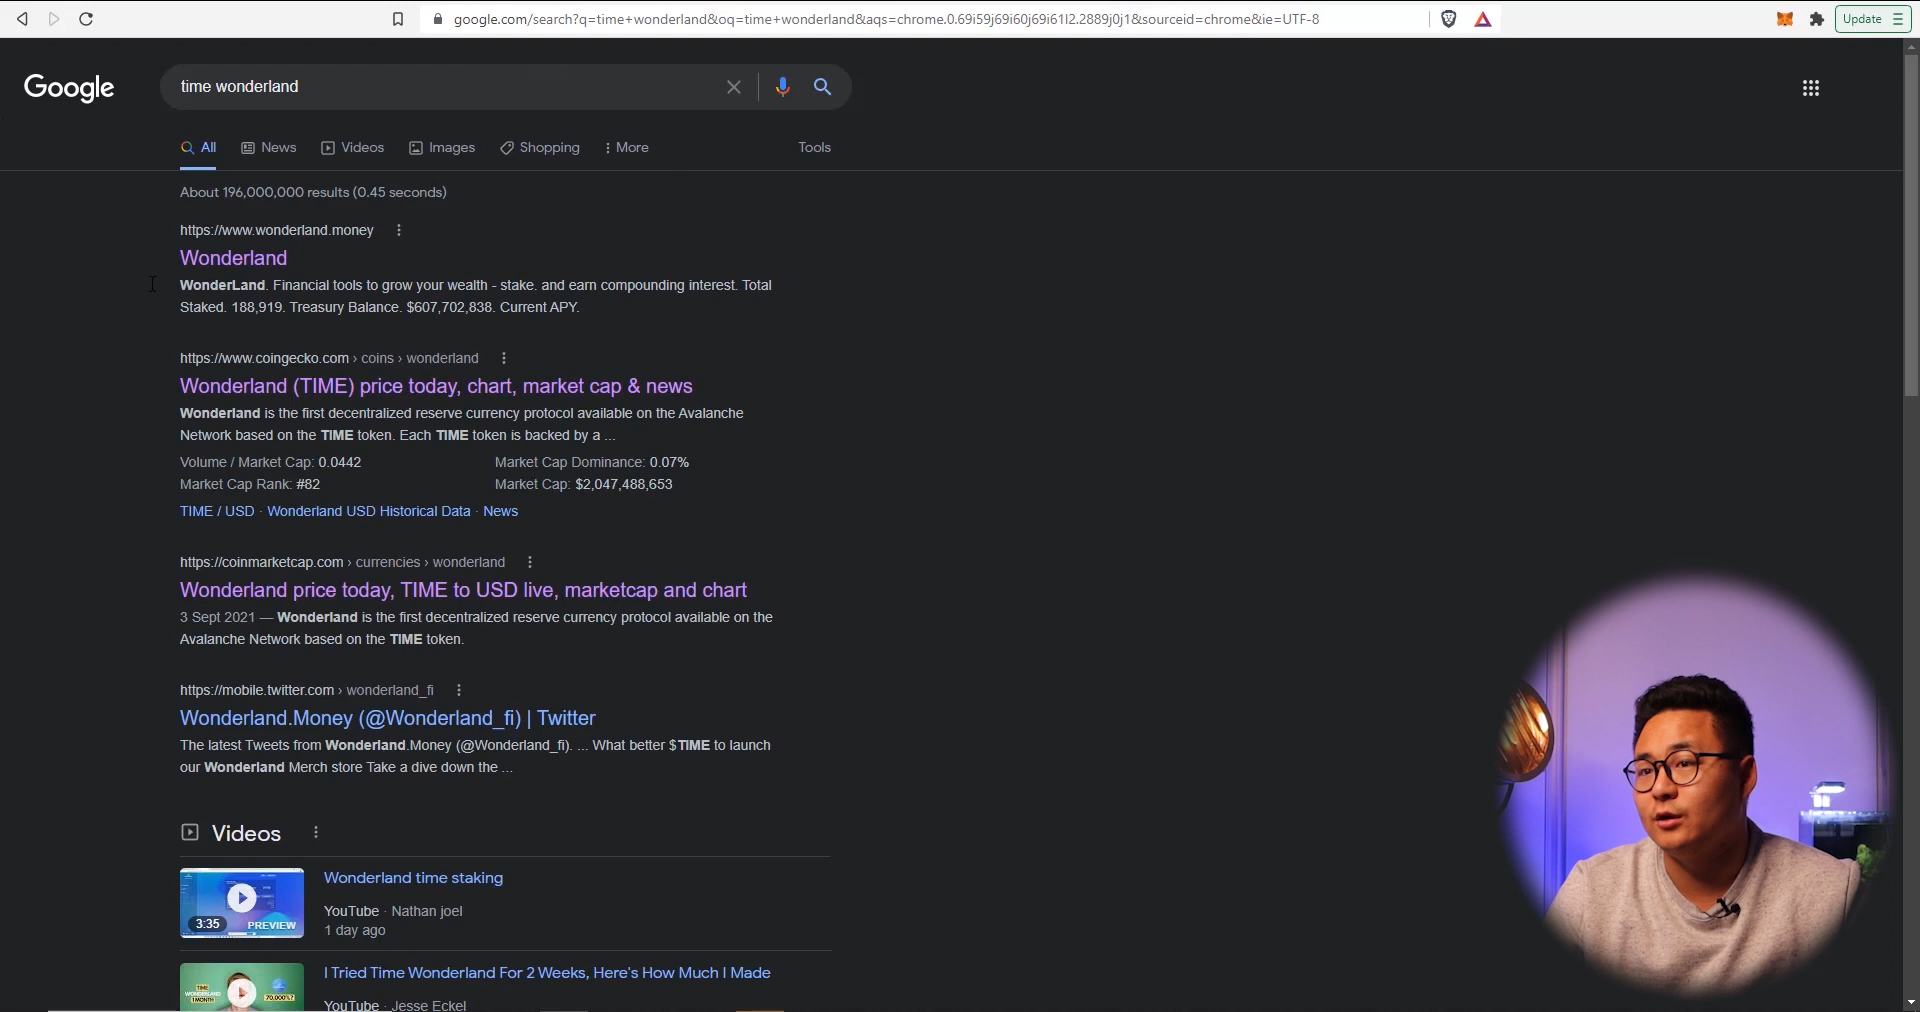 google.com/search?q=time+wonderland&oq=time+wonderland&aqs=chrome.0.69i59j69i60j69i61l2.2889j0j1&sourceid=chrome&ie=UTF-8
Update
Google
time wonderland
All
News
Videos
Images
Shopping
More
Tools
About 196,000,000 results (0.45 seconds)
https://www.wonderland.money
Wonderland
WonderLand. Financial tools to grow your wealth - stake. and earn compounding interest. Total
Staked. 188,919. Treasury Balance. $607,702,838. Current APY.
https://www.coingecko.com › coins › wonderland
Wonderland (TIME) price today, chart, market cap & news
Wonderland is the first decentralized reserve currency protocol available on the Avalanche
Network based on the TIME token. Each TIME token is backed by a ...
Volume / Market Cap: 0.0442
Market Cap Dominance: 0.07%
Market Cap Rank: #82
Market Cap: $2,047,488,653
TIME / USD · Wonderland USD Historical Data · News
https://coinmarketcap.com › currencies › wonderland
Wonderland price today, TIME to USD live, marketcap and chart
3 Sept 2021 — Wonderland is the first decentralized reserve currency protocol available on the
Avalanche Network based on the TIME token.
https://mobile.twitter.com › wonderland_fi
Wonderland.Money (@Wonderland_fi) | Twitter
The latest Tweets from Wonderland.Money (@Wonderland_fi). ... What better $TIME to launch
our Wonderland Merch store Take a dive down the ...
Videos
3:35
PREVIEW
Wonderland time staking
YouTube · Nathan joel
1 day ago
TIME
WONDERLAND
1 MONTH
70,000%?
I Tried Time Wonderland For 2 Weeks, Here's How Much I Made
YouTube · Jesse Eckel